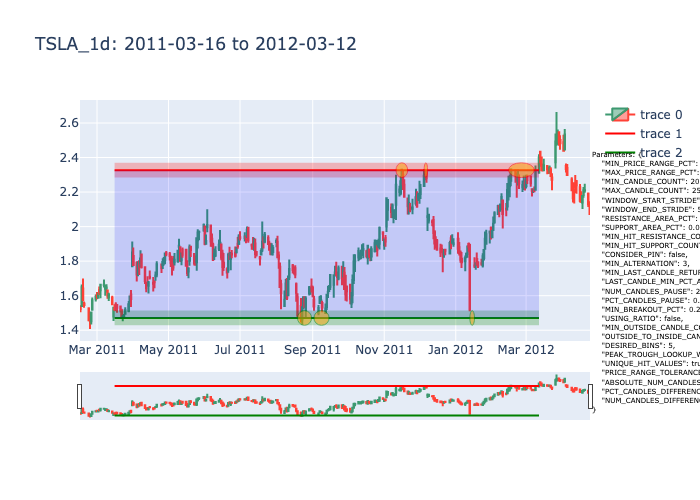 TSLA_1d: 2011-03-16 to 2012-03-12
2.6
2.4
2.2
2
1.8
1.6
1.4
Mar 2011
May 2011
Jul 2011
Sep 2011
Nov 2011
Jan 2012
Mar 2012
trace 0
trace 1
trace 2
Parameters: {
"MIN_PRICE_RANGE_PCT":
"MAX_PRICE_RANGE_PCT":
"MIN_CANDLE_COUNT": 20
"MAX_CANDLE_COUNT": 25
"WINDOW_START_STRIDE"
"WINDOW_END_STRIDE": 5
"RESISTANCE_AREA_PCT":
"SUPPORT_AREA_PCT": 0.0
"MIN_HIT_RESISTANCE_CO
"MIN_HIT_SUPPORT_COUNT
"CONSIDER_PIN": false,
"MIN_ALTERNATION": 3,
"MIN_LAST_CANDLE_RETUR
"LAST_CANDLE_MIN_PCT_A
"NUM_CANDLES_PAUSE": 2
"PCT_CANDLES_PAUSE": 0.
"MIN_BREAKOUT_PCT": 0.2
"USING_RATIO": false,
"MIN_OUTSIDE_CANDLE_CO
"OUTSIDE_TO_INSIDE_CAN
"DESIRED_BINS": 5,
"PEAK_TROUGH_LOOKUP_W
"UNIQUE_HIT_VALUES": tru
"PRICE_RANGE_TOLERANC
"ABSOLUTE_NUM_CANDLES
"PCT_CANDLES_DIFFERENC
"NUM_CANDLES_DIFFEREN
}